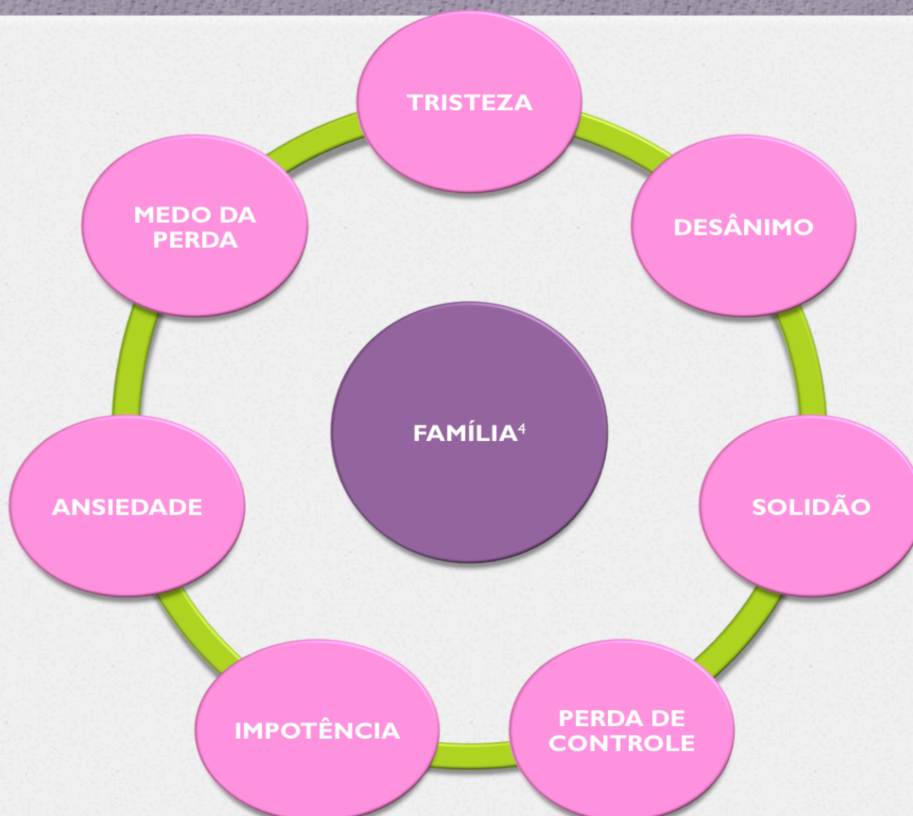 TRISTEZA
DESÂNIMO
SOLIDÃO
PERDA DE
CONTROLE
IMPOTÊNCIA
ANSIEDADE
MEDO DA
PERDA
FAMÍLIA⁴